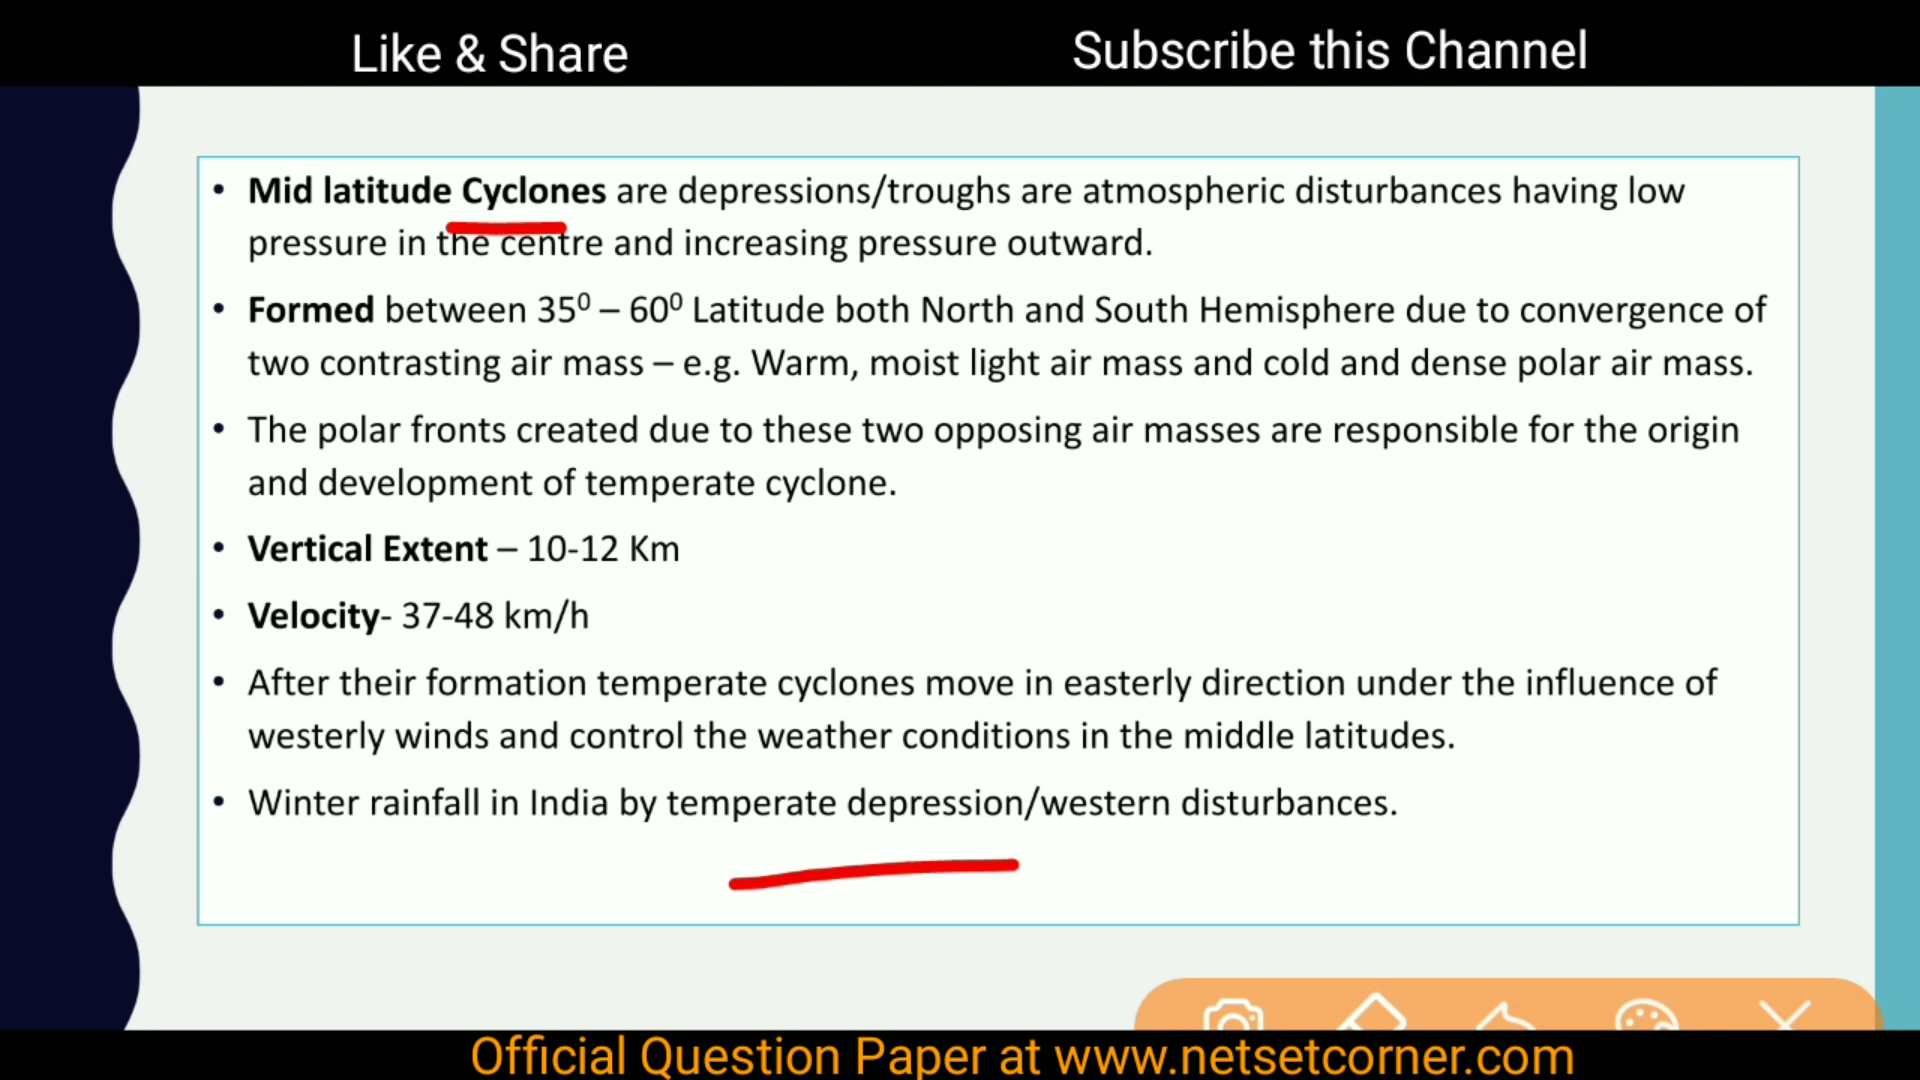 Like & Share
Subscribe this Channel
• Mid latitude Cyclones are depressions/troughs are atmospheric disturbances having low
pressure in the centre and increasing pressure outward.
• Formed between 35⁰ – 60⁰ Latitude both North and South Hemisphere due to convergence of
two contrasting air mass – e.g. Warm, moist light air mass and cold and dense polar air mass.
• The polar fronts created due to these two opposing air masses are responsible for the origin
and development of temperate cyclone.
• Vertical Extent – 10-12 Km
• Velocity- 37-48 km/h
• After their formation temperate cyclones move in easterly direction under the influence of
westerly winds and control the weather conditions in the middle latitudes.
• Winter rainfall in India by temperate depression/western disturbances.
Official Question Paper at www.netsetcorner.com